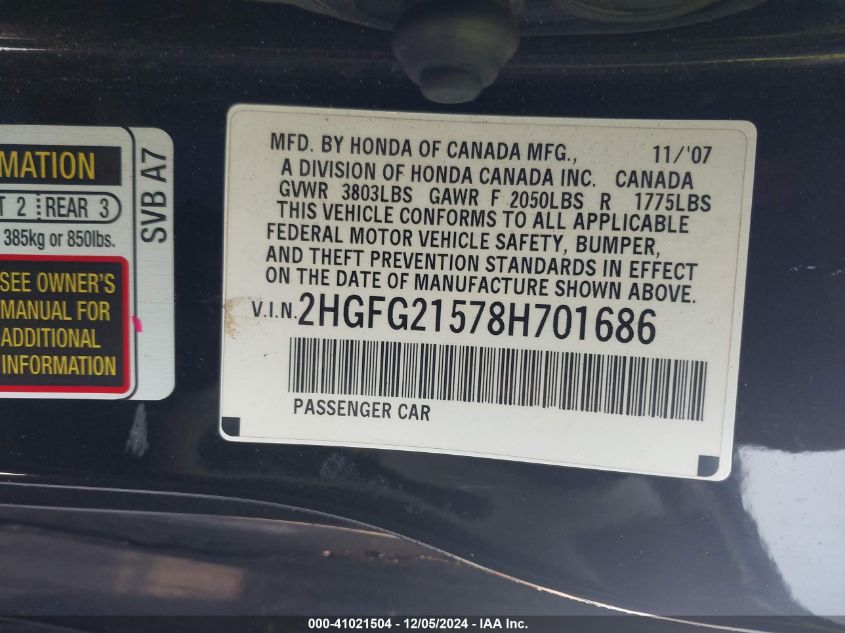 MFD. BY HONDA OF CANADA MFG., 11/'07
A DIVISION OF HONDA CANADA INC. CANADA
GVWR 3803LBS GAWR F 2050LBS R 1775LBS
THIS VEHICLE CONFORMS TO ALL APPLICABLE
FEDERAL MOTOR VEHICLE SAFETY, BUMPER,
AND THEFT PREVENTION STANDARDS IN EFFECT
ON THE DATE OF MANUFACTURE SHOWN ABOVE.
V.I.N. 2HGFG21578H701686
PASSENGER CAR
MATION
T 2 REAR 3
385kg or 850lbs.
SEE OWNER'S
MANUAL FOR
ADDITIONAL
INFORMATION
SVB A7
000-41021504 - 12/05/2024 - IAA Inc.